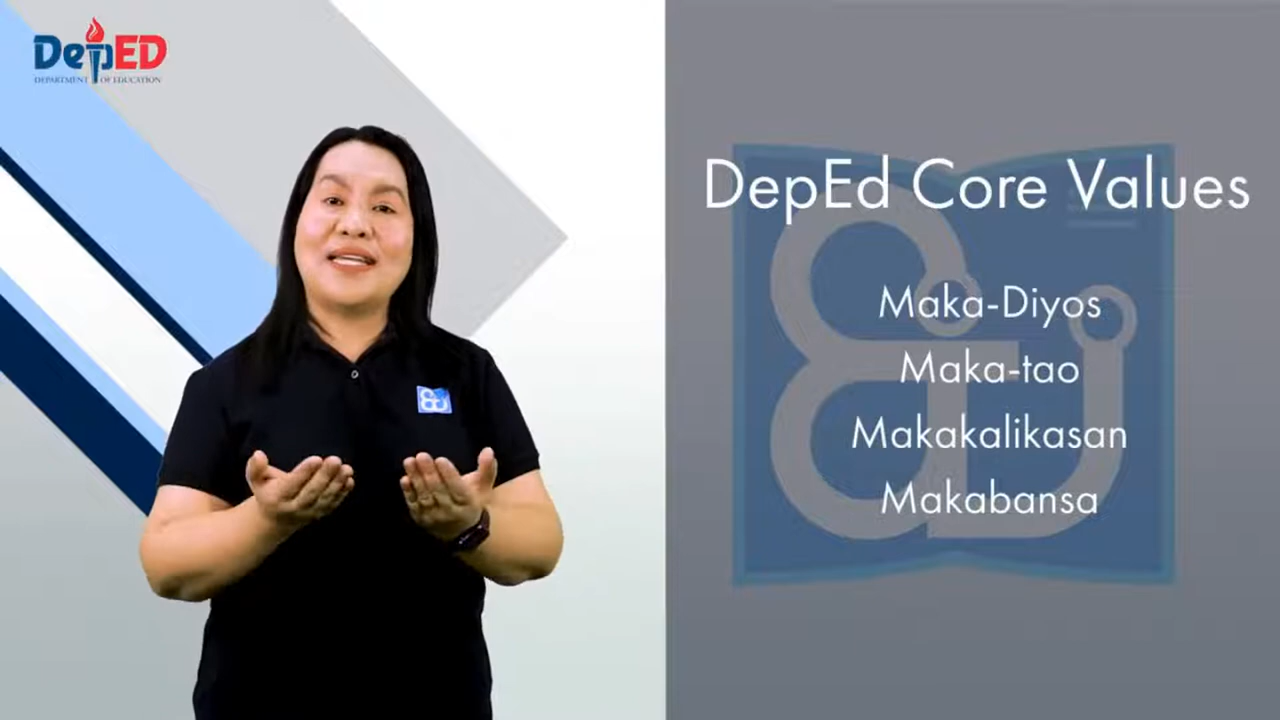 DepED
DEPARTMENT OF EDUCATION
DepEd Core Values
Maka-Diyos
Maka-tao
Makakalikasan
Makabansa